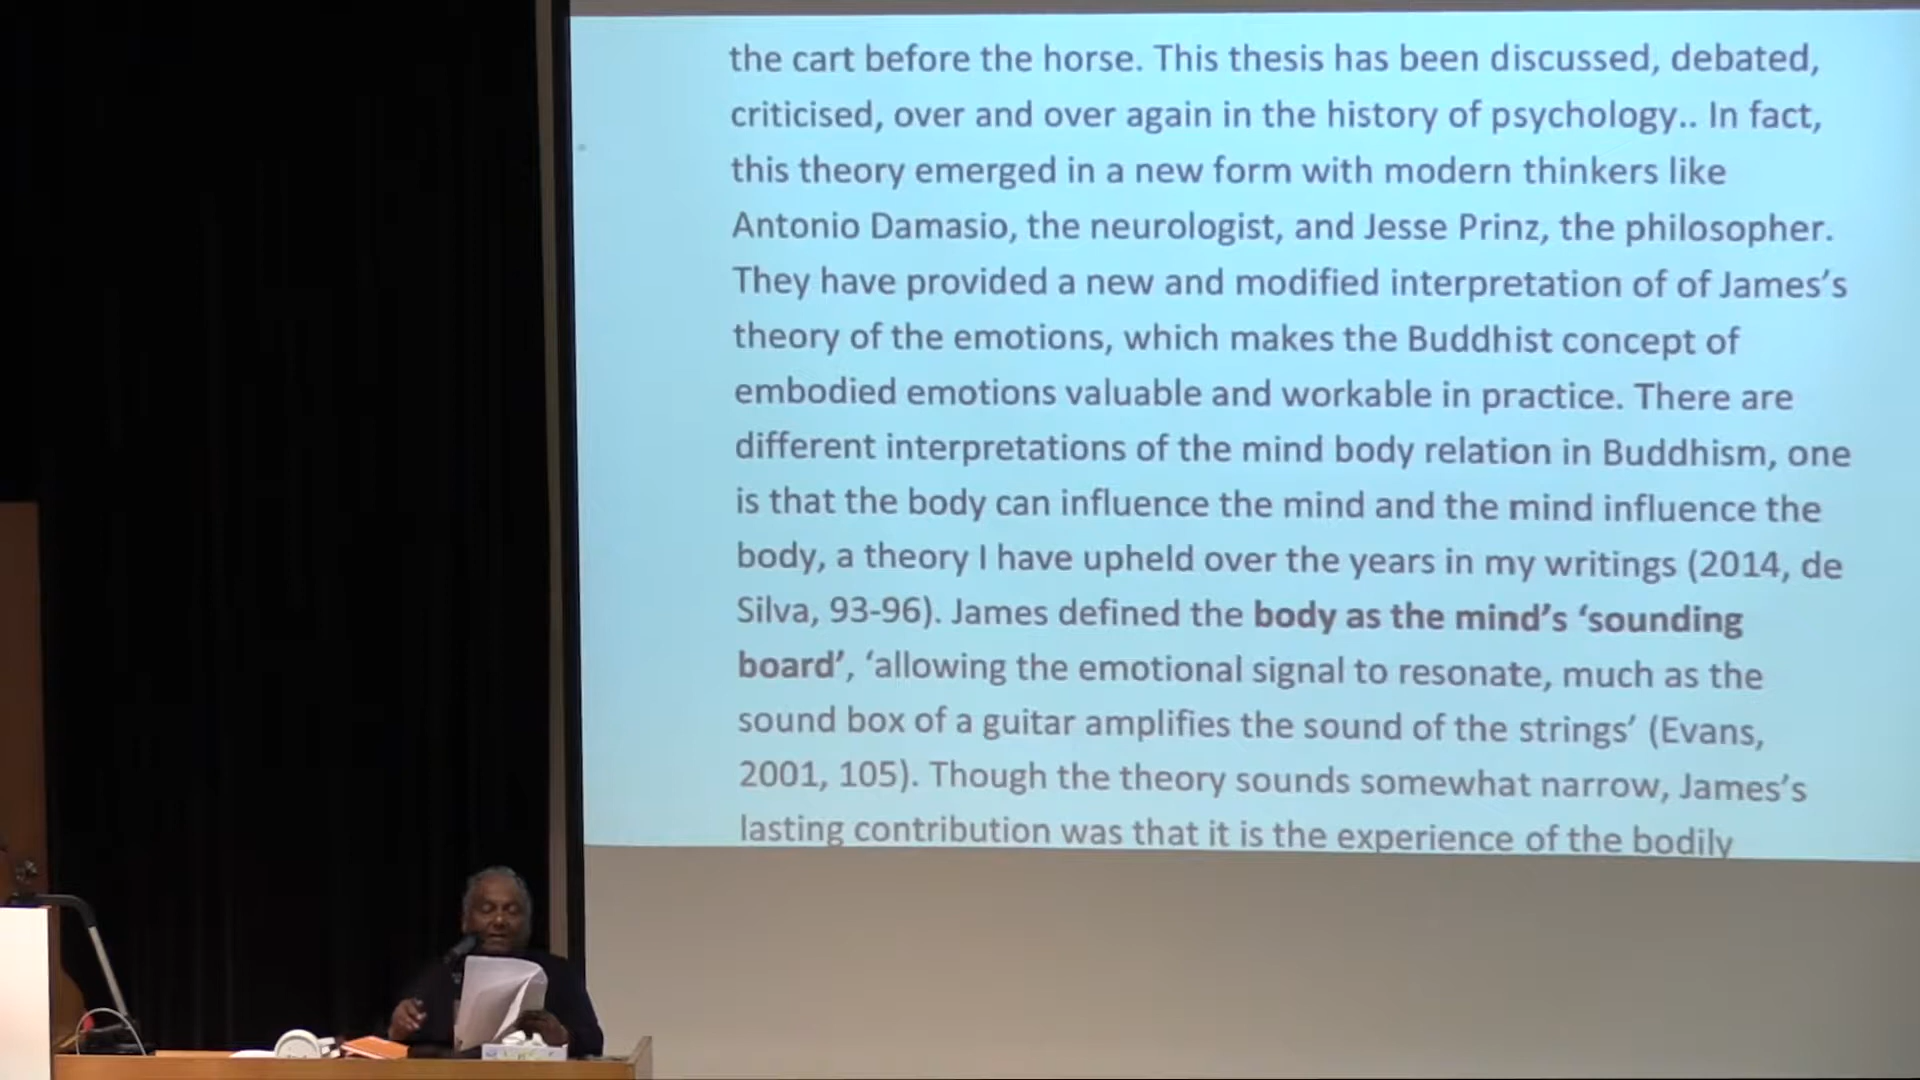 the cart before the horse. This thesis has been discussed, debated,
criticised, over and over again in the history of psychology.. In fact,
this theory emerged in a new form with modern thinkers like
Antonio Damasio, the neurologist, and Jesse Prinz, the philosopher.
They have provided a new and modified interpretation of of James’s
theory of the emotions, which makes the Buddhist concept of
embodied emotions valuable and workable in practice. There are
different interpretations of the mind body relation in Buddhism, one
is that the body can influence the mind and the mind influence the
body, a theory I have upheld over the years in my writings (2014, de
Silva, 93-96). James defined the body as the mind’s ‘sounding
board’, ‘allowing the emotional signal to resonate, much as the
sound box of a guitar amplifies the sound of the strings’ (Evans,
2001, 105). Though the theory sounds somewhat narrow, James’s
lasting contribution was that it is the experience of the bodily